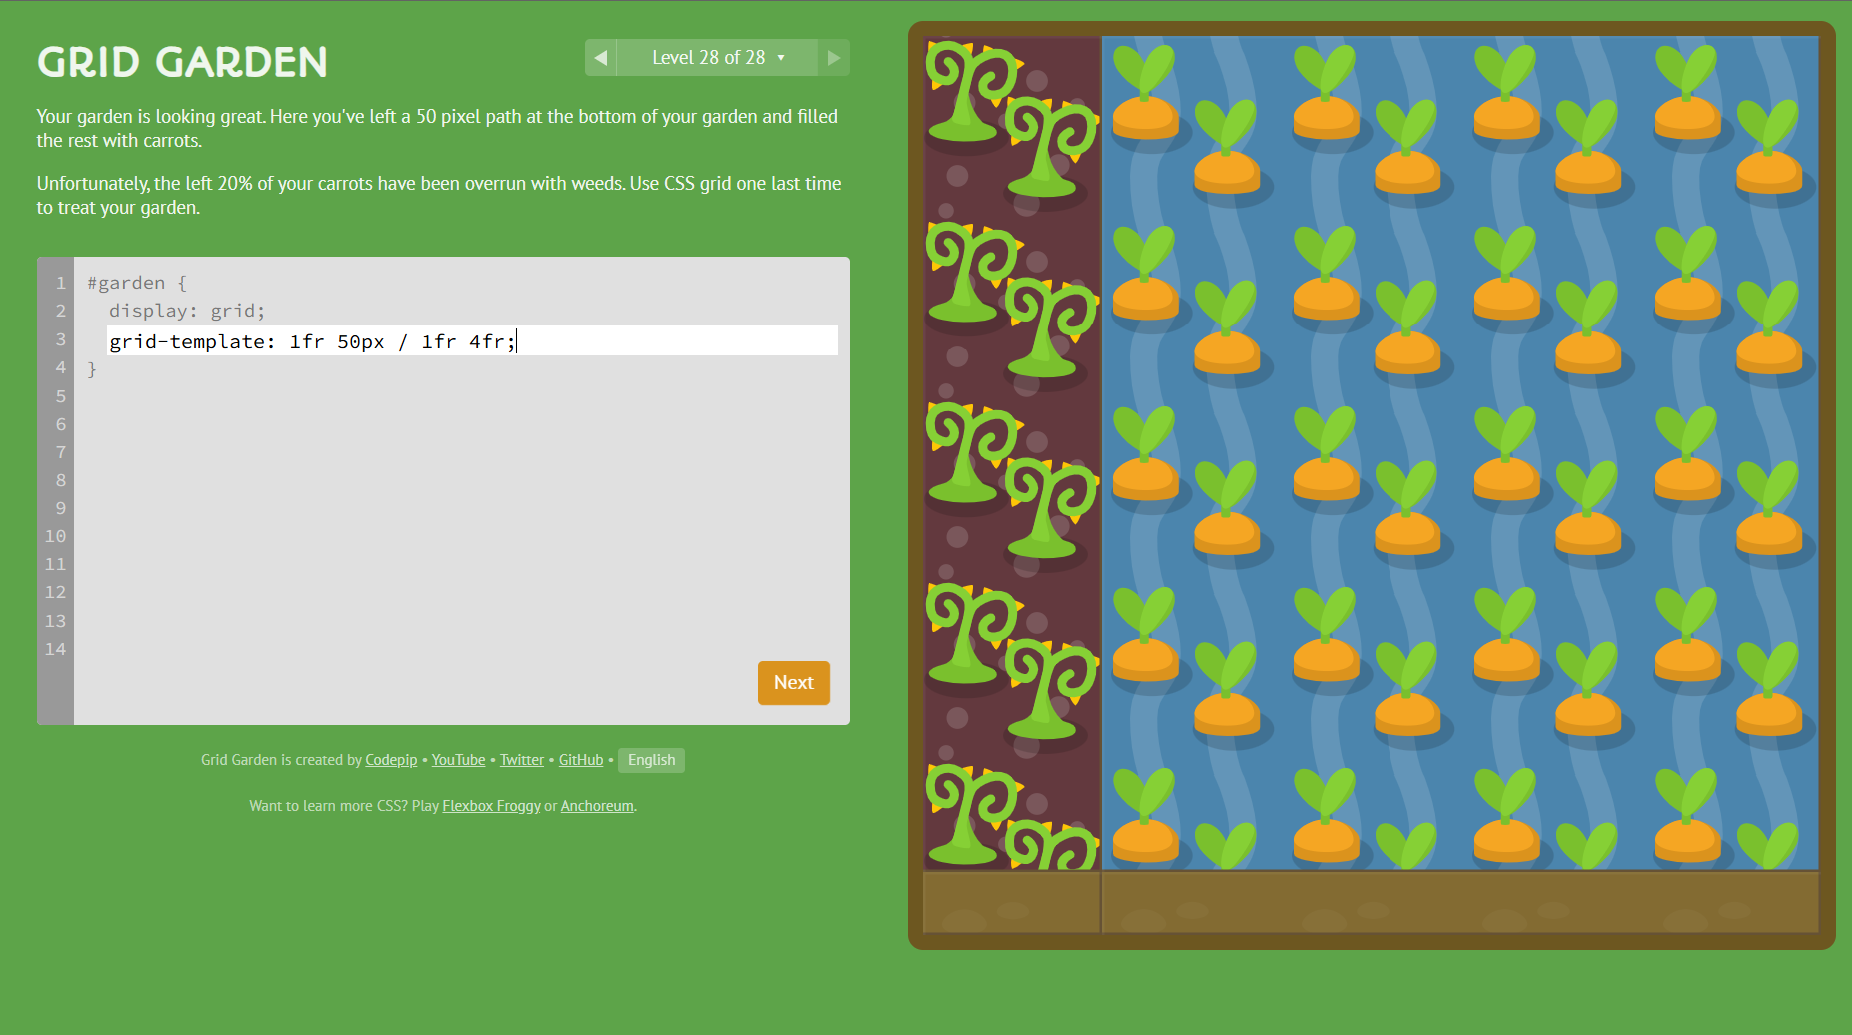 GRID GARDEN
◀ Level 28 of 28 ▾ ▶
Your garden is looking great. Here you've left a 50 pixel path at the bottom of your garden and filled
the rest with carrots.
Unfortunately, the left 20% of your carrots have been overrun with weeds. Use CSS grid one last time
to treat your garden.
1 #garden {
2 display: grid;
3 grid-template: 1fr 50px / 1fr 4fr;
4 }
5
6
7
8
9
10
11
12
13
14
Next
Grid Garden is created by Codepip • YouTube • Twitter • GitHub • English
Want to learn more CSS? Play Flexbox Froggy or Anchoreum.